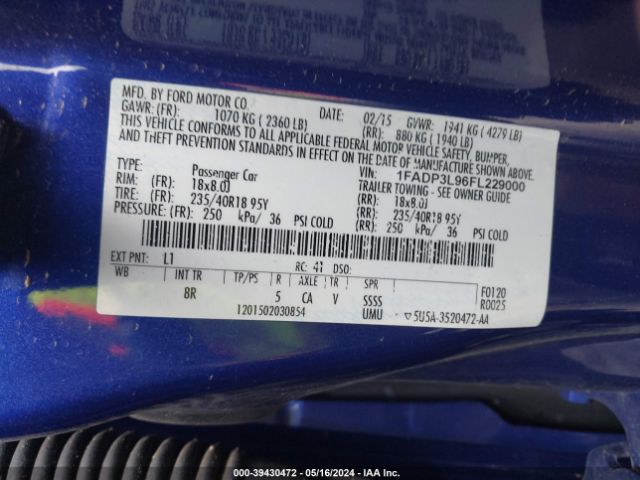 MFD. BY FORD MOTOR CO.
DATE: 02/15 GVWR: 1941 KG ( 4279 LB)
GAWR: (FR): 1070 KG ( 2360 LB) (RR): 880 KG ( 1940 LB)
THIS VEHICLE CONFORMS TO ALL APPLICABLE FEDERAL MOTOR VEHICLE SAFETY, BUMPER,
AND THEFT PREVENTION STANDARDS IN EFFECT ON THE DATE OF MANUFACTURE SHOWN ABOVE.
VIN: 1FADP3L96FL229000
TYPE: Passenger Car TRAILER TOWING - SEE OWNER GUIDE
RIM: (FR): 18x8.0J (RR): 18x8.0J
TIRE: (FR): 235/40R18 95Y (RR): 235/40R18 95Y
PRESSURE: (FR): 250 kPa/ 36 PSI COLD (RR): 250 kPa/ 36 PSI COLD
EXT PNT: L1 RC: 41 DSO: F0120
WB INT TR TP/PS R AXLE TR SPR R0025
8R 5 CA V SSSS
1201502030854 UMU ▽5U5A-3520472-AA
000-39430472 - 05/16/2024 - IAA Inc.